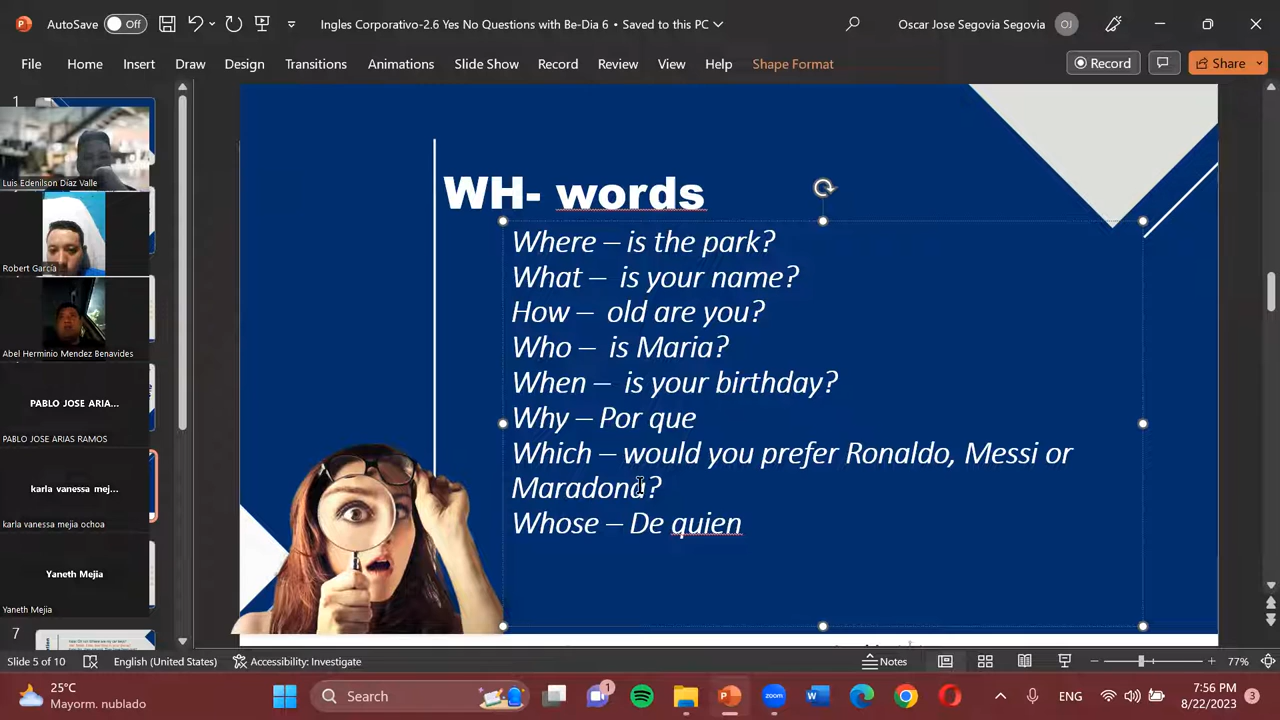 AutoSave Off Ingles Corporativo-2.6 Yes No Questions with Be-Dia 6 • Saved to this PC Oscar Jose Segovia Segovia OJ
File Home Insert Draw Design Transitions Animations Slide Show Record Review View Help Shape Format Record Share
1
Luis Edenilson Díaz Valle
Robert García
Abel Herminio Mendez Benavides
PABLO JOSE ARIA...
PABLO JOSE ARIAS RAMOS
karla vanessa mej...
karla vanessa mejia ochoa
Yaneth Mejia
Yaneth Mejia
7
WH- words
Where – is the park?
What – is your name?
How – old are you?
Who – is Maria?
When – is your birthday?
Why – Por que
Which – would you prefer Ronaldo, Messi or
Maradona?
Whose – De quien
Slide 5 of 10 English (United States) Accessibility: Investigate Notes 77%
25°C
Mayorm. nublado
Search
1
zoom
ENG
7:56 PM
8/22/2023
3